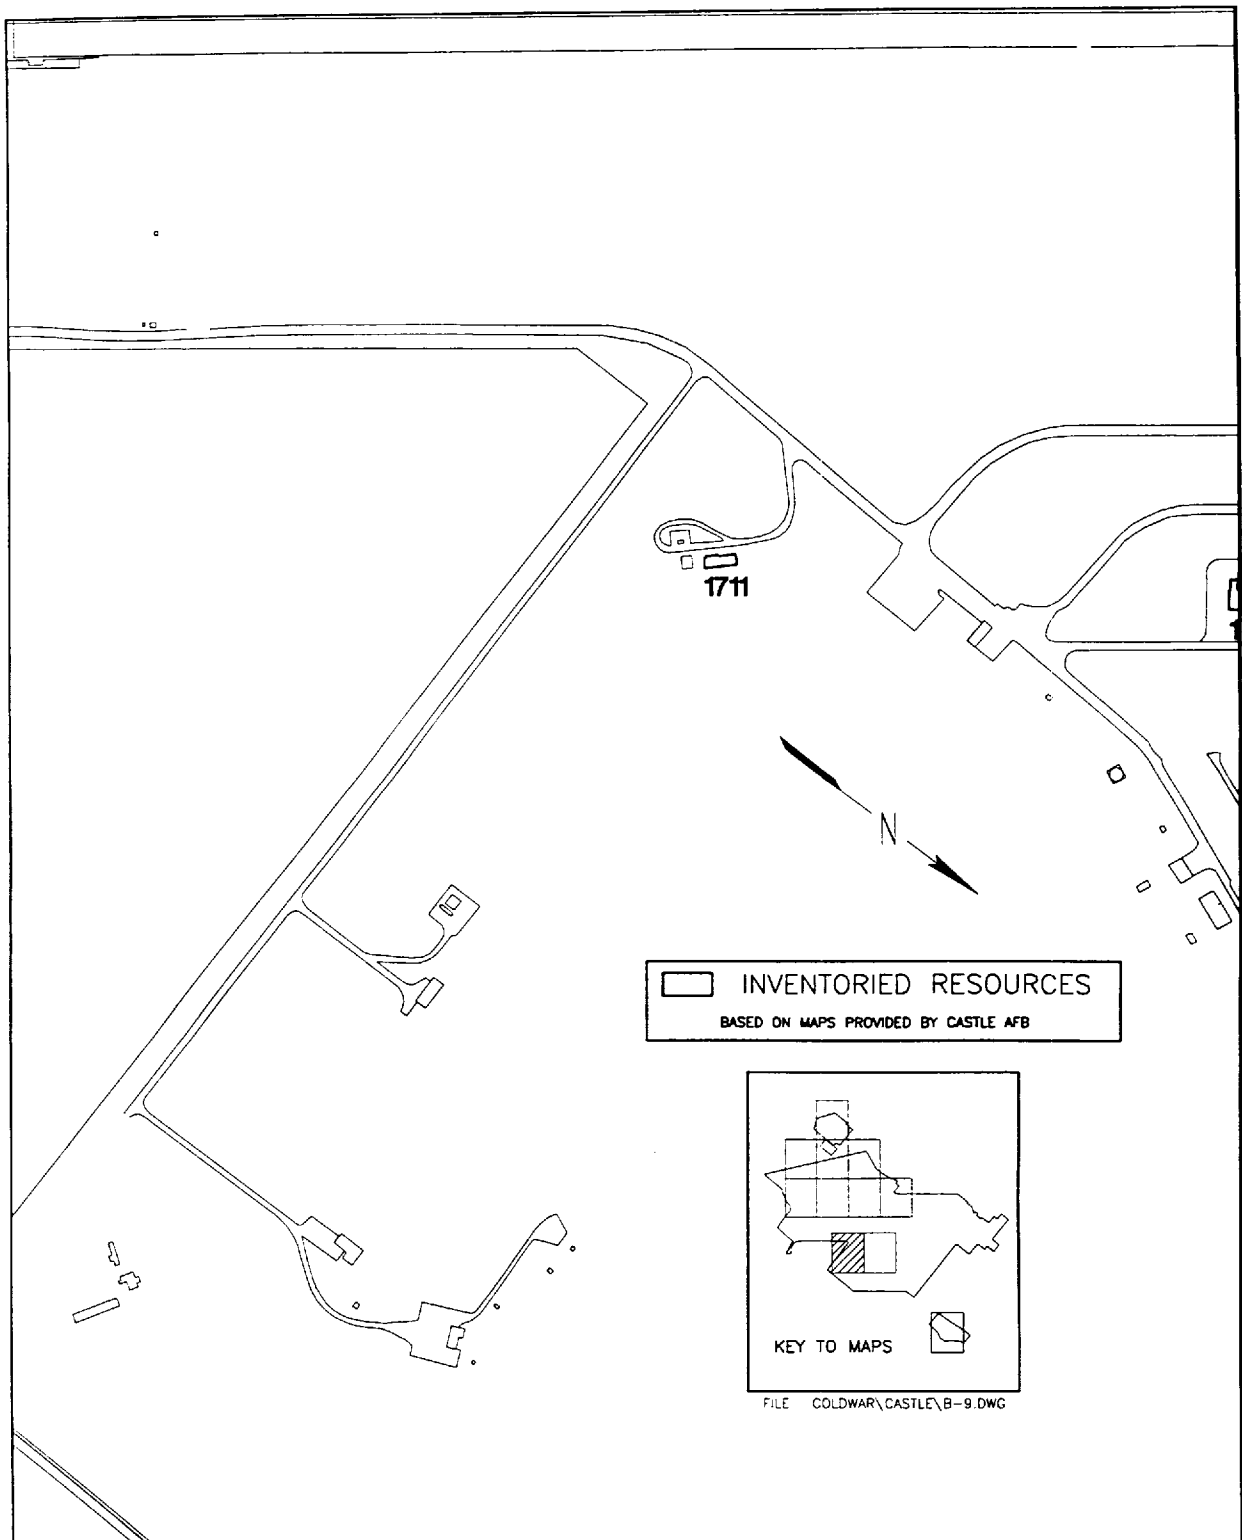 1711
N
INVENTORIED RESOURCES
BASED ON MAPS PROVIDED BY CASTLE AFB
KEY TO MAPS
FILE COLDWAR\CASTLE\B-9.DWG